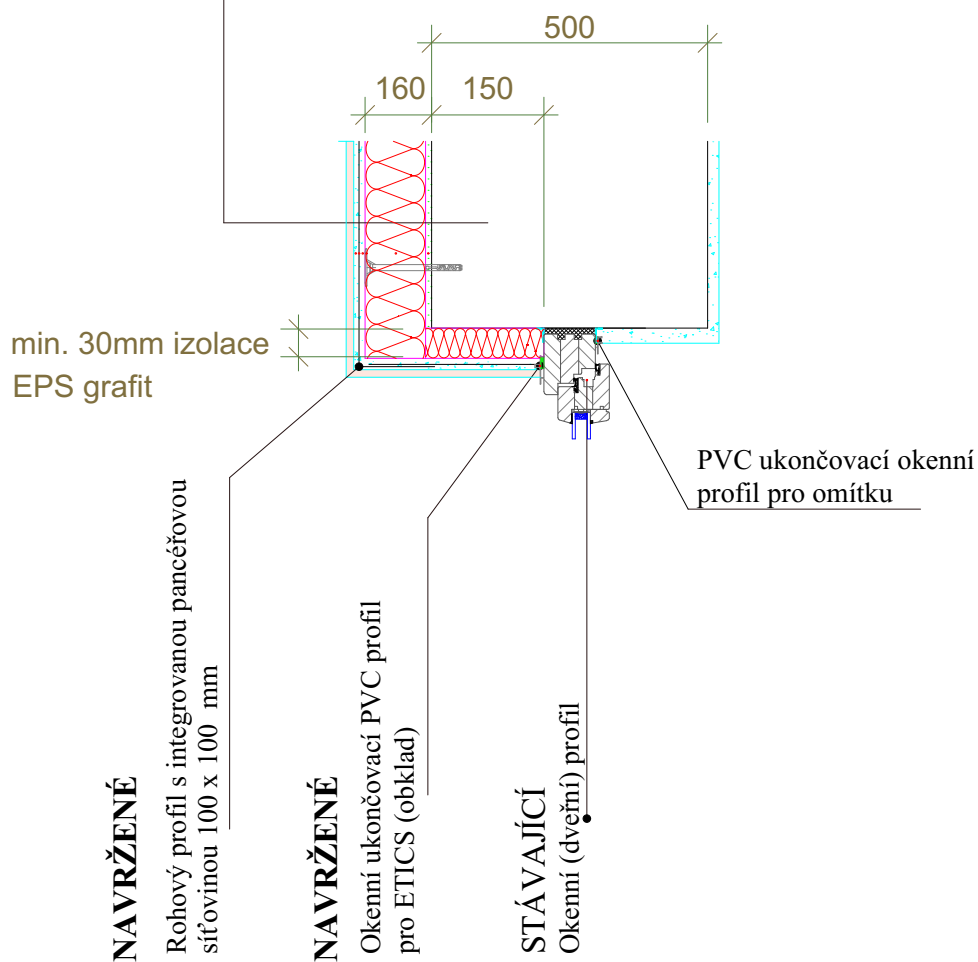 500
160
150
min. 30mm izolace
EPS grafit
PVC ukončovací okenní
profil pro omítku
NAVRŽENÉ
Rohový profil s integrovanou pancéřovou
síťovinou 100 x 100 mm
NAVRŽENÉ
Okenní ukončovací PVC profil
pro ETICS (obklad)
STÁVAJÍCÍ
Okenní (dveřní) profil